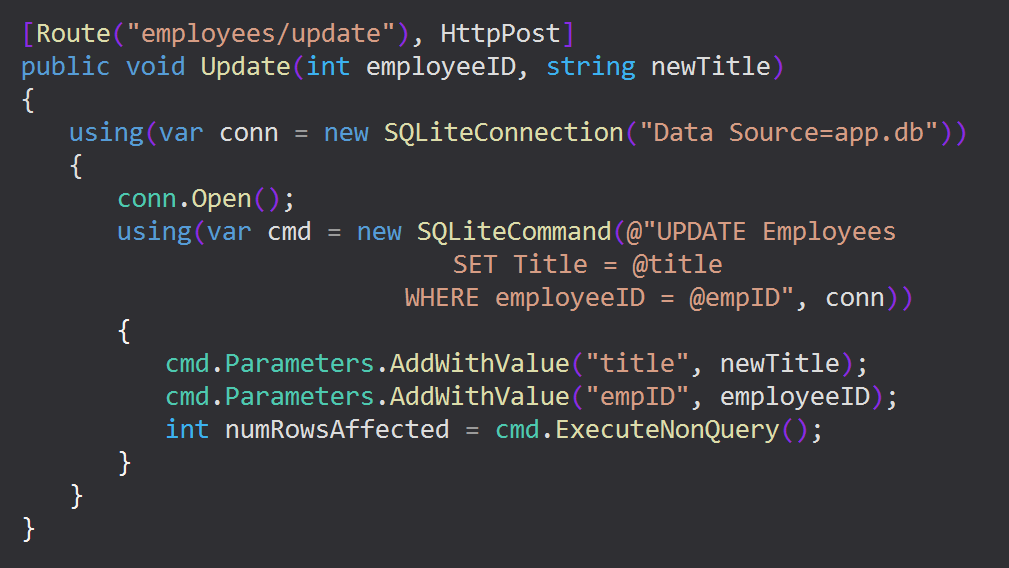 [Route("employees/update"), HttpPost]
public void Update(int employeeID, string newTitle)
{
using(var conn = new SQLiteConnection("Data Source=app.db"))
{
conn.Open();
using(var cmd = new SQLiteCommand(@"UPDATE Employees
SET Title = @title
WHERE employeeID = @empID", conn))
{
cmd.Parameters.AddWithValue("title", newTitle);
cmd.Parameters.AddWithValue("empID", employeeID);
int numRowsAffected = cmd.ExecuteNonQuery();
}
}
}